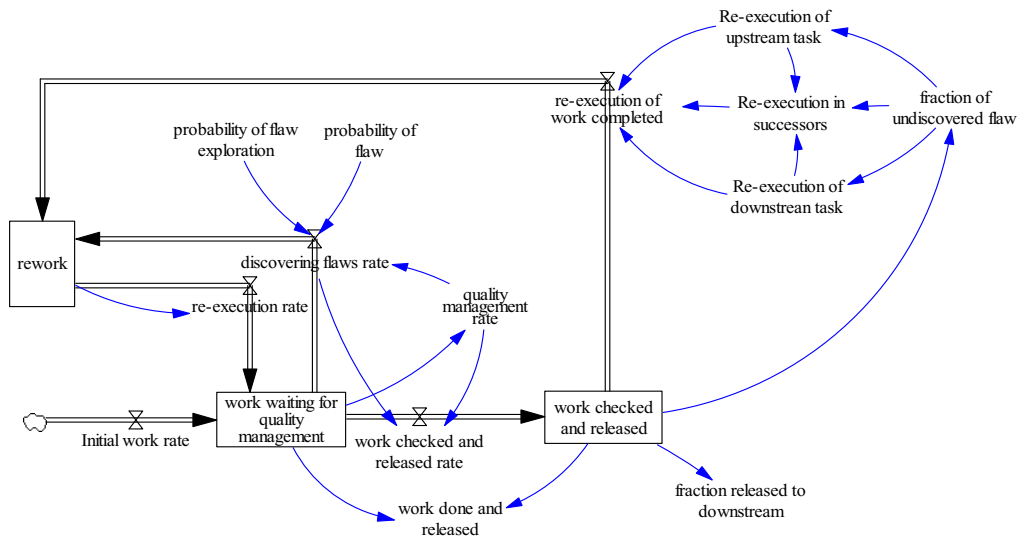 Re-execution of
upstream task
re-execution of
work completed
Re-execution in
successors
fraction of
undiscovered flaw
probability of flaw
exploration
probability of
flaw
Re-execution of
downstrean task
rework
discovering flaws rate
re-execution rate
quality
management
rate
work waiting for
quality
management
work checked
and released
Initial work rate
work checked and
released rate
fraction released to
downstream
work done and
released